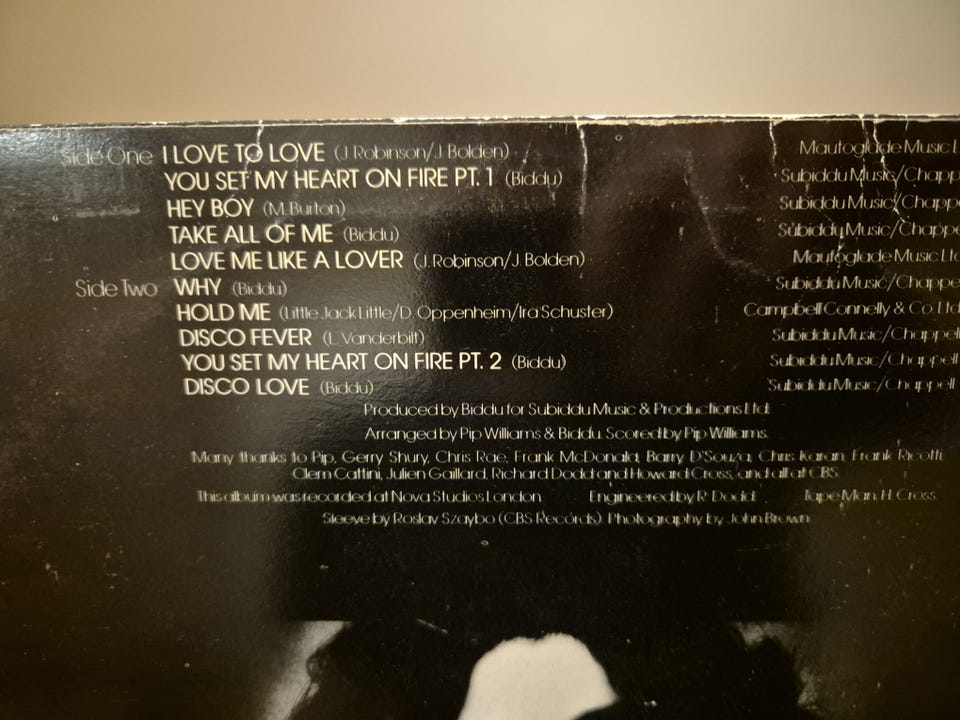 Side One I LOVE TO LOVE (J. Robinson/J. Bolden) Mautoglade Music L
YOU SET MY HEART ON FIRE PT. 1 (Biddu) Subiddu Music/Chapp
HEY BOY (M. Burton) Subiddu Music/Chappe
TAKE ALL OF ME (Biddu) Subiddu Music/Chappel
LOVE ME LIKE A LOVER (J. Robinson/J. Bolden) Mautoglade Music Ltd
Side Two WHY (Biddu) Subiddu Music/Chappel
HOLD ME (Little Jack Little/D. Oppenheim/Ira Schuster) Campbell Connelly & Co. Ltd
DISCO FEVER (L. Vanderbilt) Subiddu Music/Chappell
YOU SET MY HEART ON FIRE PT. 2 (Biddu) Subiddu Music/Chappell
DISCO LOVE (Biddu) Subiddu Music/Chappell
Produced by Biddu for Subiddu Music & Productions Ltd.
Arranged by Pip Williams & Biddu. Scored by Pip Williams.
Many thanks to Pip, Gerry Shury, Chris Rae, Frank McDonald, Barry D'Souza, Chris Karan, Frank Ricotti,
Clem Cattini, Julien Gaillard, Richard Dodd and Howard Cross, and all at CBS.
This album was recorded at Nova Studios London. Engineered by R. Dodd Tape Man. H. Cross.
Sleeve by Roslav Szaybo (CBS Records). Photography by John Brown